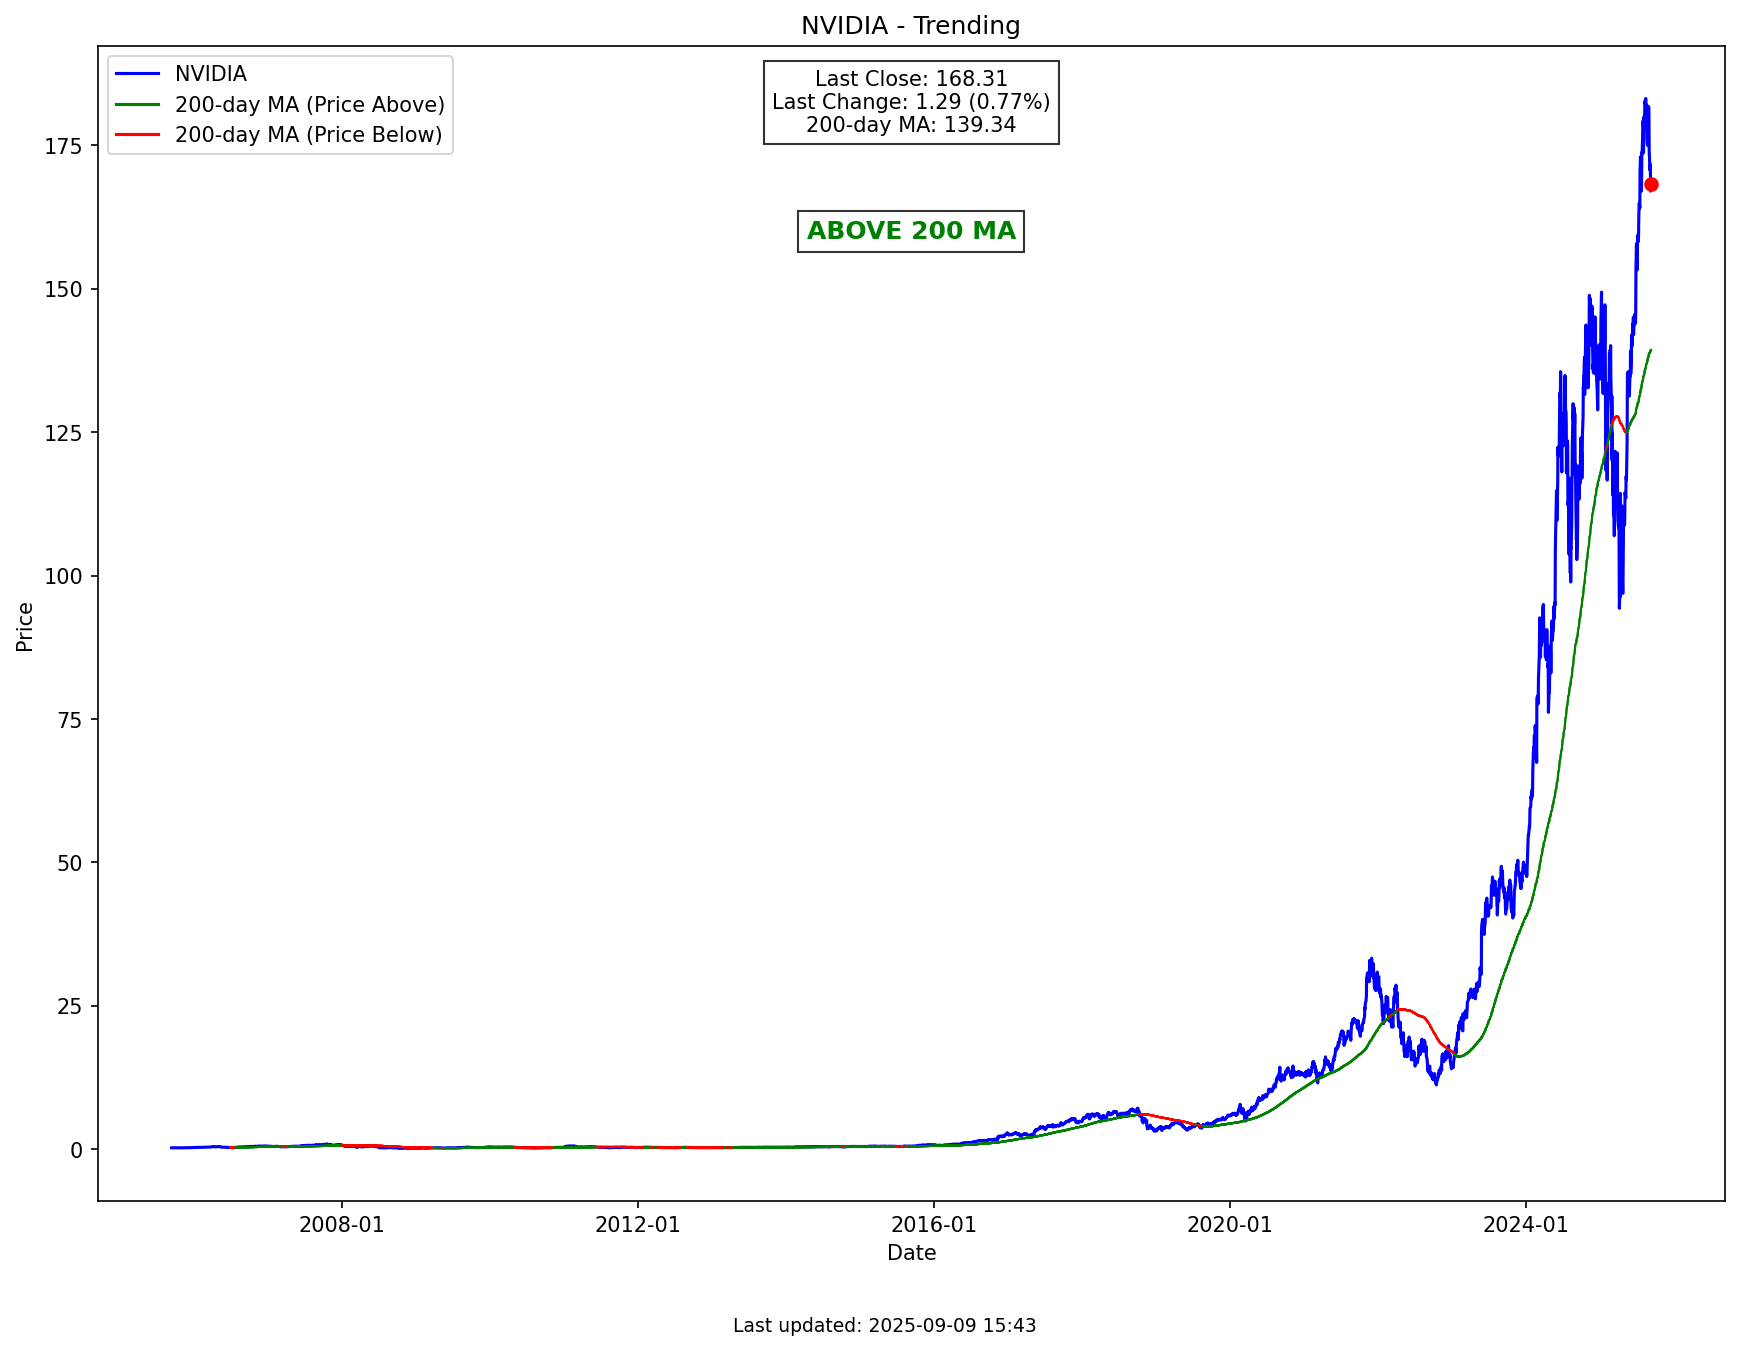 NVIDIA - Trending
NVIDIA
200-day MA (Price Above)
200-day MA (Price Below)
Last Close: 168.31
Last Change: 1.29 (0.77%)
200-day MA: 139.34
ABOVE 200 MA
175
150
125
100
75
50
25
0
Price
2008-01
2012-01
2016-01
2020-01
2024-01
Date
Last updated: 2025-09-09 15:43